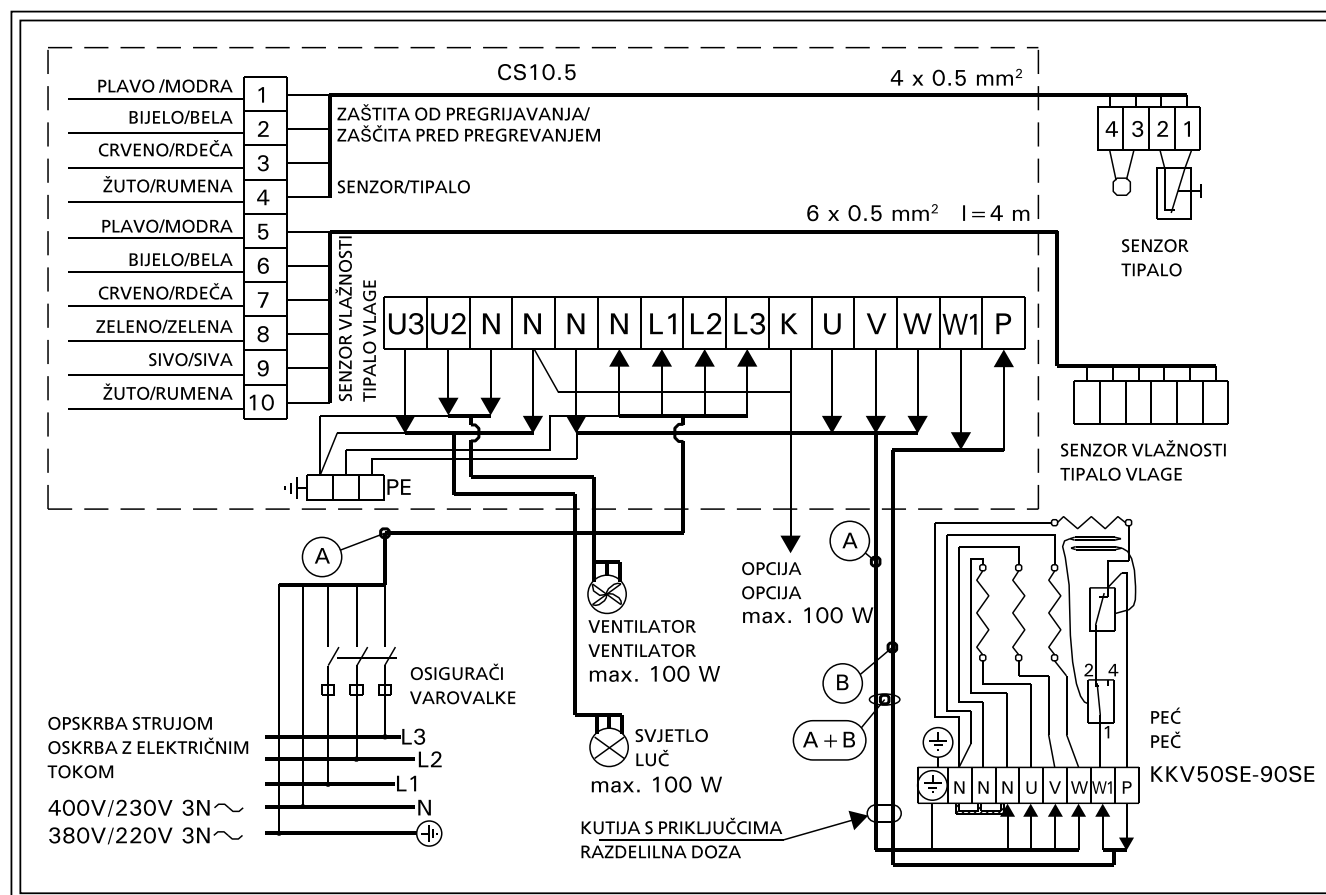 CS10.5
4 x 0.5 mm²
PLAVO /MODRA 1
BIJELO/BELA 2
CRVENO/RDEČA 3
ŽUTO/RUMENA 4
PLAVO/MODRA 5
BIJELO/BELA 6
CRVENO/RDEČA 7
ZELENO/ZELENA 8
SIVO/SIVA 9
ŽUTO/RUMENA 10
ZAŠTITA OD PREGRIJAVANJA/
ZAŠČITA PRED PREGREVANJEM
SENZOR/TIPALO
4 3 2 1
SENZOR
TIPALO
6 x 0.5 mm² l=4 m
SENZOR VLAŽNOSTI
TIPALO VLAGE
U3 U2 N N N N L1 L2 L3 K U V W W1 P
SENZOR VLAŽNOSTI
TIPALO VLAGE
PE
A
A
OPCIJA
OPCIJA
max. 100 W
VENTILATOR
VENTILATOR
max. 100 W
OSIGURAČI
VAROVALKE
B
A+B
SVJETLO
LUČ
max. 100 W
OPSKRBA STRUJOM
OSKRBA Z ELEKTRIČNIM
TOKOM
400V/230V 3N~
380V/220V 3N~
L3
L2
L1
N
2 4
1
PEĆ
PEČ
KKV50SE-90SE
N N N U V W W1 P
KUTIJA S PRIKLJUČCIMA
RAZDELILNA DOZA